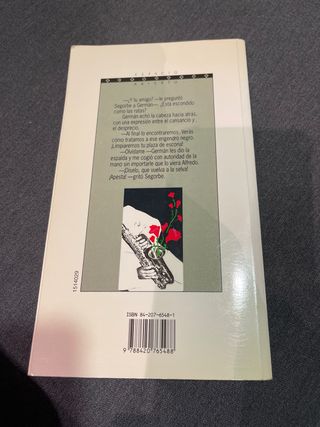 —¿Y tu amigo? —le preguntó
Segorbe a Germán—. ¿Está escondido
como las ratas?
Germán echó la cabeza hacia atrás,
con una expresión entre el cansancio y
el desprecio.
—Al final lo encontraremos. Verás
cómo tratamos a ese engendro negro.
¡Limpiaremos tu plaza de escoria!
—Olvídame —Germán les dio la
espalda y me cogió con autoridad de la
mano sin importarle que lo viera Alfredo.
—¡Díselo, que vuelva a la selva!
¡Apesta! —gritó Segorbe.
1514029
ISBN 84-207-6548-1
9 788420 765488